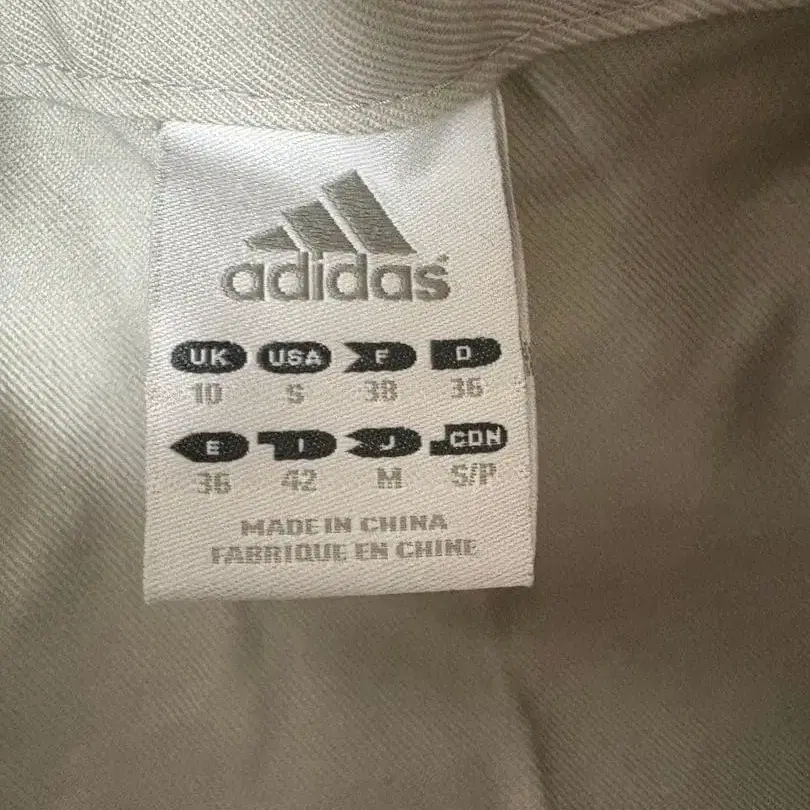 adidas
UK USA F D
10 S 38 36
E I J CDN
36 42 M S/P
MADE IN CHINA
FABRIQUE EN CHINE